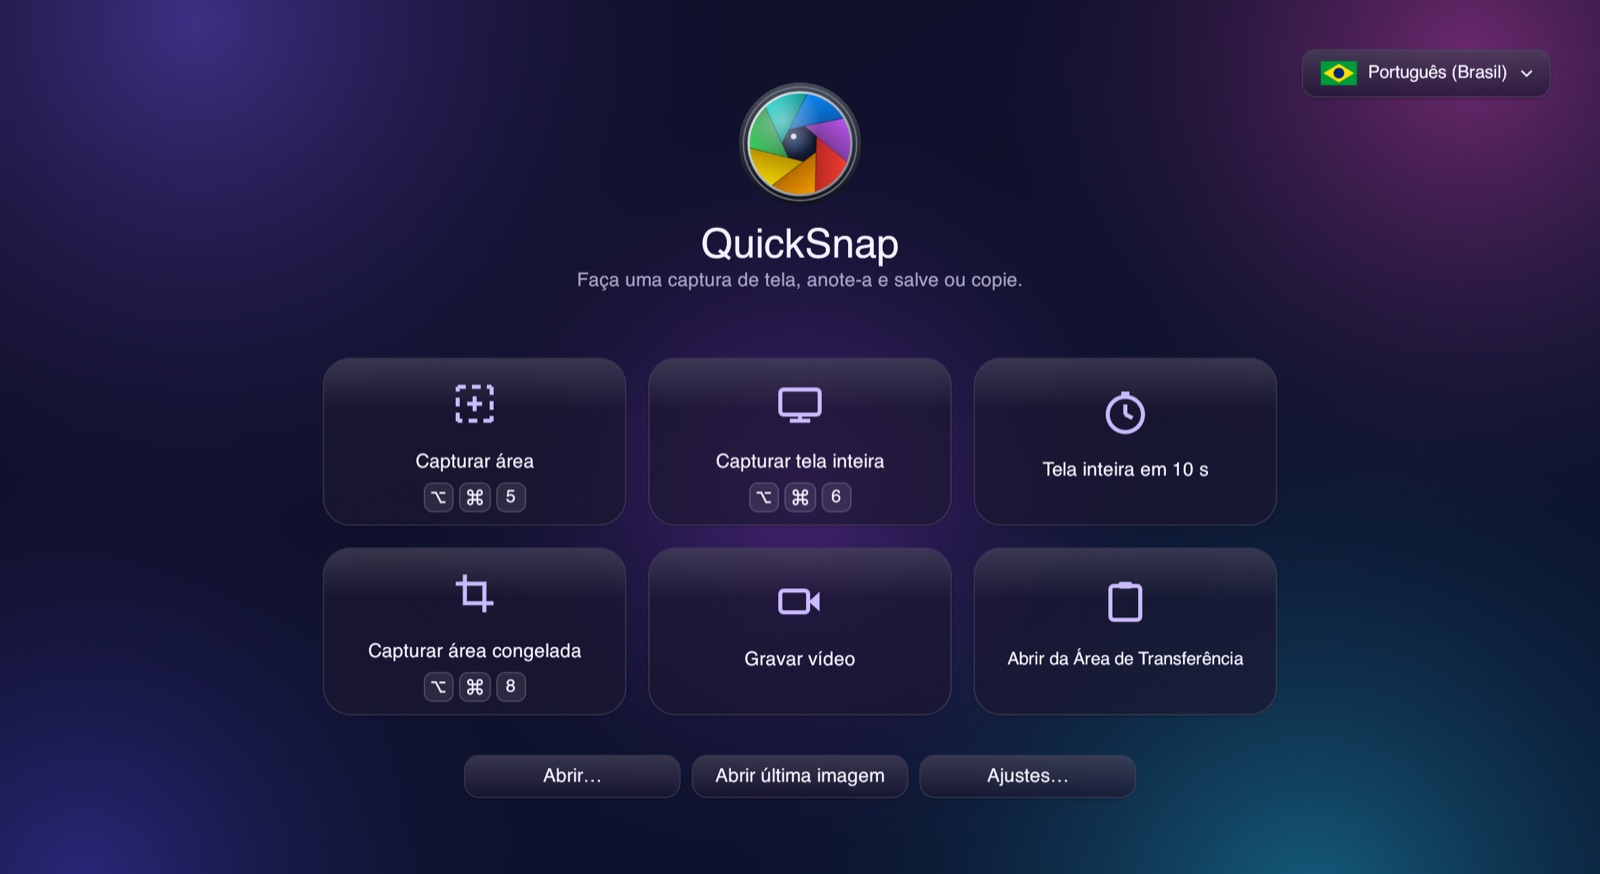 Português (Brasil)
QuickSnap
Faça uma captura de tela, anote-a e salve ou copie.
Capturar área
⌥ ⌘ 5
Capturar tela inteira
⌥ ⌘ 6
Tela inteira em 10 s
Capturar área congelada
⌥ ⌘ 8
Gravar vídeo
Abrir da Área de Transferência
Abrir…
Abrir última imagem
Ajustes…